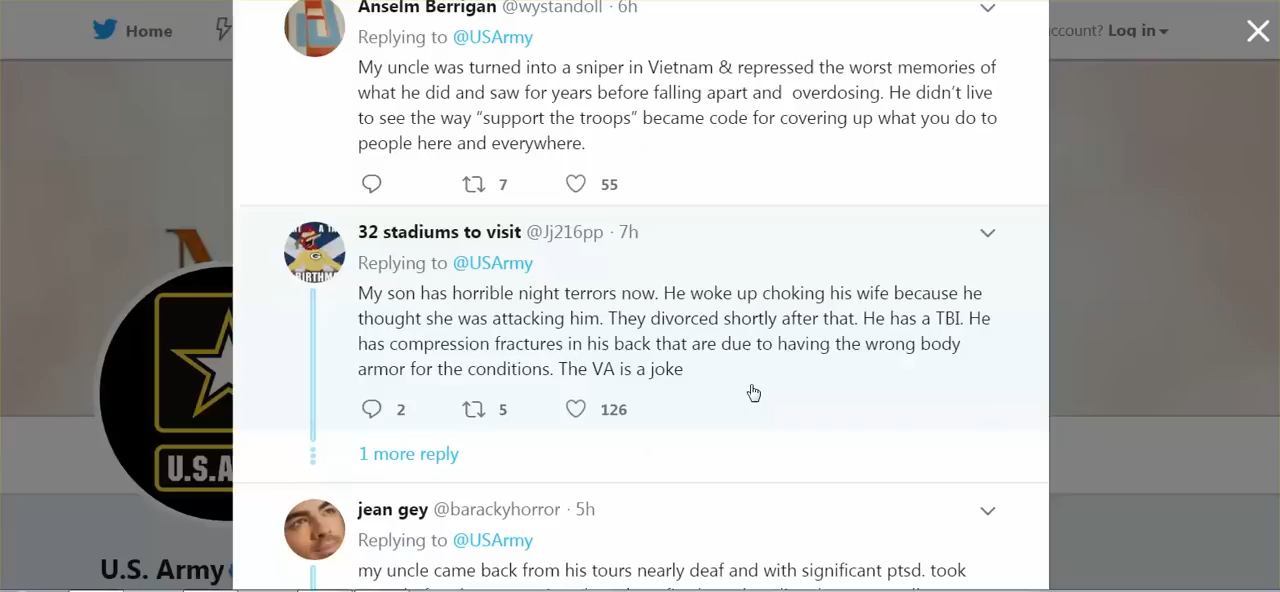 Home
ccount? Log in
Anselm Berrigan @wystandoll · 6h
Replying to @USArmy
My uncle was turned into a sniper in Vietnam & repressed the worst memories of
what he did and saw for years before falling apart and  overdosing. He didn’t live
to see the way “support the troops” became code for covering up what you do to
people here and everywhere.
7 55
32 stadiums to visit @Jj216pp · 7h
Replying to @USArmy
My son has horrible night terrors now. He woke up choking his wife because he
thought she was attacking him. They divorced shortly after that. He has a TBI. He
has compression fractures in his back that are due to having the wrong body
armor for the conditions. The VA is a joke
2 5 126
1 more reply
jean gey @barackyhorror · 5h
Replying to @USArmy
my uncle came back from his tours nearly deaf and with significant ptsd. took
U.S.A
U.S. Army